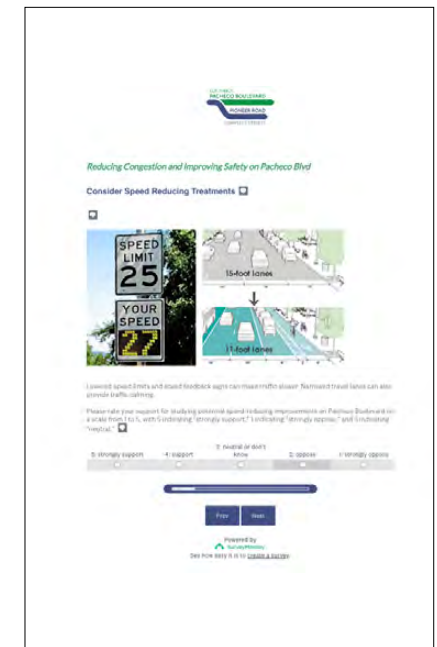 PACHECO BOULEVARD
PIONEER ROAD
Reducing Congestion and Improving Safety on Pacheco Blvd
Consider Speed Reducing Treatments
SPEED
LIMIT
25
YOUR
SPEED
27
15-foot lanes
11-foot lanes
Lowered speed limits and speed feedback signs can make traffic slower. Narrowed travel lanes can also
provide traffic calming.
Please rate your support for studying potential speed-reducing improvements on Pacheco Boulevard on
a scale from 1 to 5, with 5 indicating "strongly support," 1 indicating "strongly oppose," and 3 indicating
"neutral."
3: neutral or don't
5: strongly support 4: support know 2: oppose 1: strongly oppose
Prev Next
Powered by
SurveyMonkey
See how easy it is to create a survey.